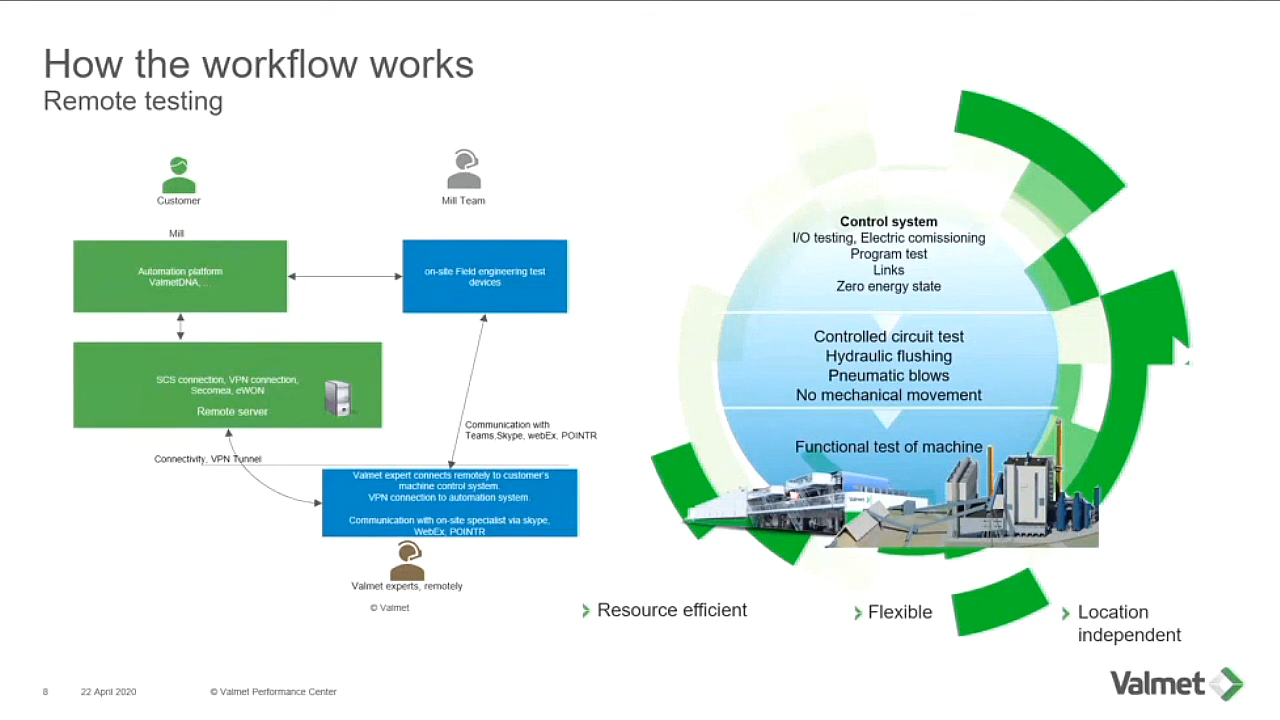 How the workflow works
Remote testing
Customer
Mill Team
Mill
Automation platform
ValmetDNA, ...
on-site Field engineering test
devices
SCS connection, VPN connection,
Secomea, eWON
Remote server
Communication with
Teams,Skype, webEx, POINTR
Connectivity, VPN Tunnel
Valmet expert connects remotely to customer's
machine control system.
VPN connection to automation system.
Communication with on-site specialist via skype,
WebEx, POINTR
Valmet experts, remotely
© Valmet
Control system
I/O testing, Electric comissioning
Program test
Links
Zero energy state
Controlled circuit test
Hydraulic flushing
Pneumatic blows
No mechanical movement
Functional test of machine
Valmet
Resource efficient
Flexible
Location
independent
8
22 April 2020
© Valmet Performance Center
Valmet